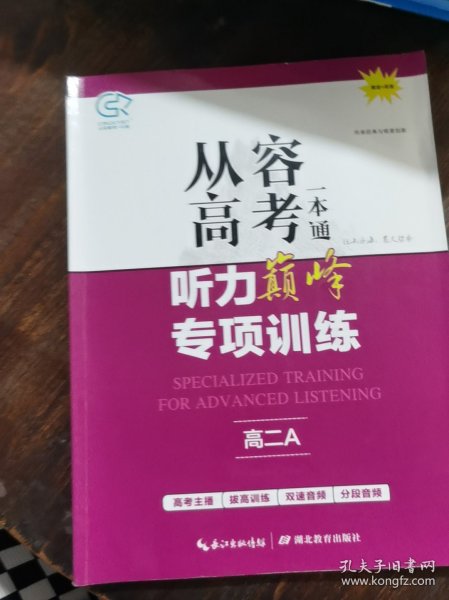 从容
高考
一本通
听力巅峰
专项训练
SPECIALIZED TRAINING
FOR ADVANCED LISTENING
高二A
高考主播 拔高训练 双速音频 分段音频
长江出版传媒 湖北教育出版社
孔夫子旧书网
www.kongfz.com